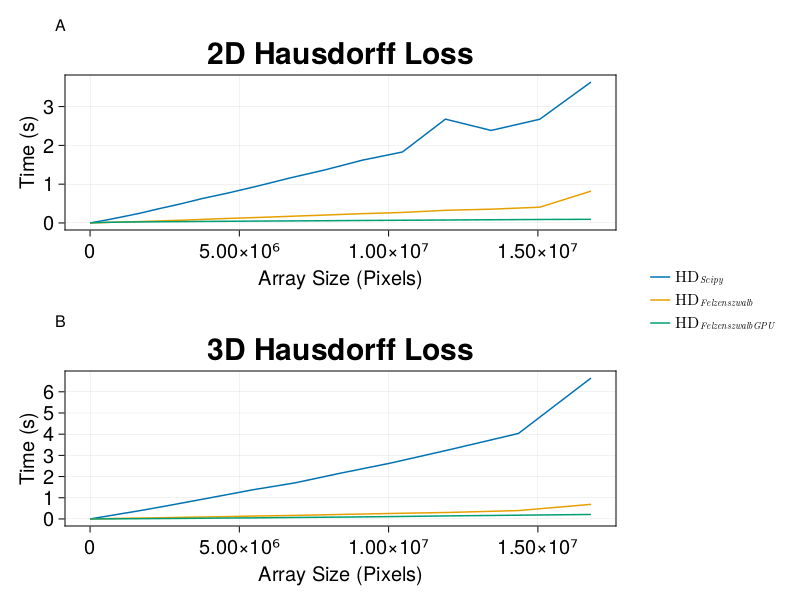 A
2D Hausdorff Loss
Time (s)
3
2
1
0
0 5.00×10⁶ 1.00×10⁷ 1.50×10⁷
Array Size (Pixels)
HD_Scipy
HD_Felzenszwalb
HD_FelzenszwalbGPU
B
3D Hausdorff Loss
Time (s)
6
5
4
3
2
1
0
0 5.00×10⁶ 1.00×10⁷ 1.50×10⁷
Array Size (Pixels)